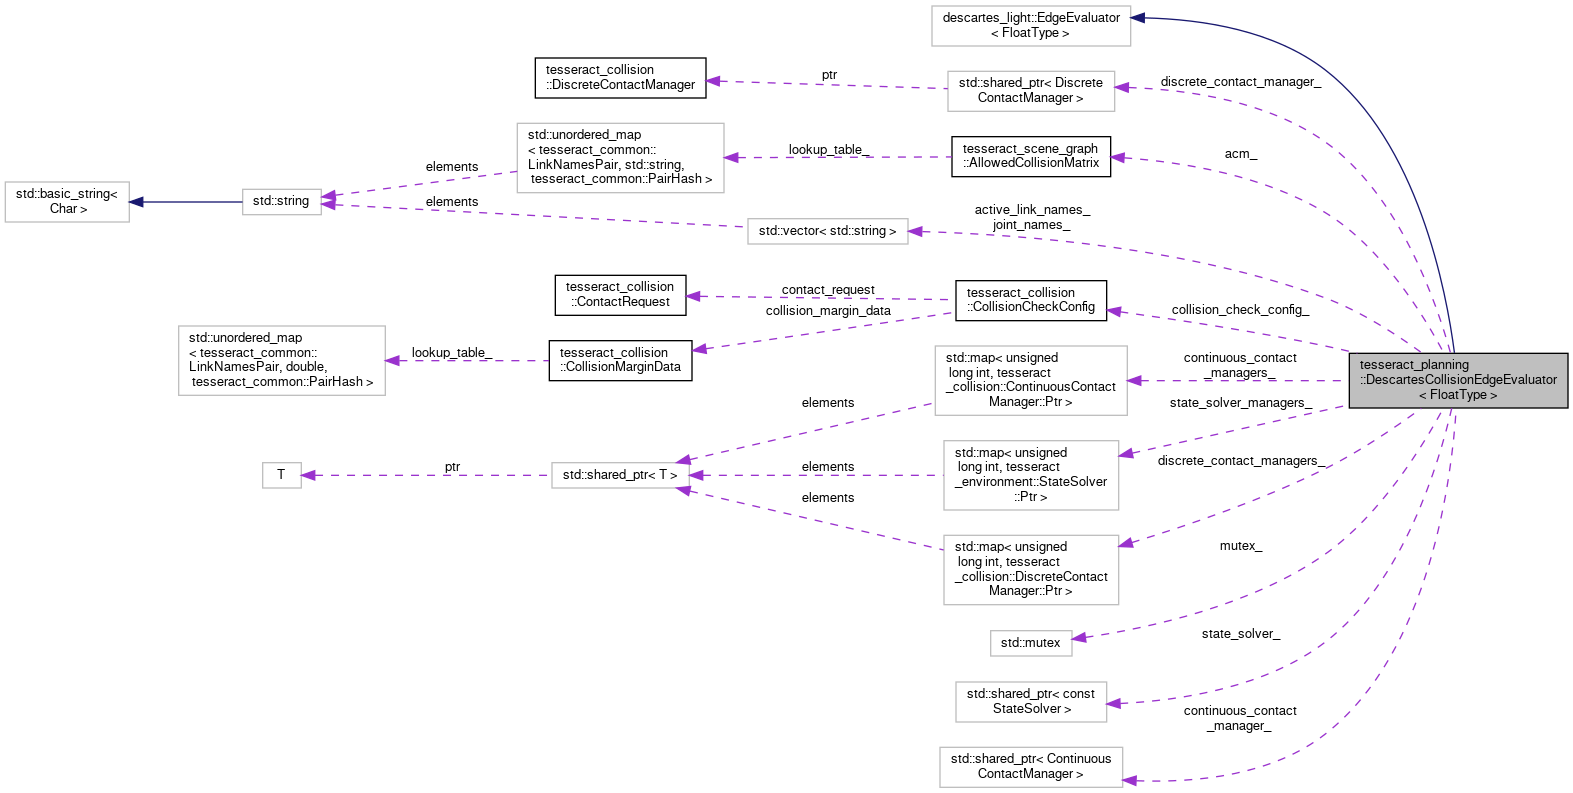 descartes_light::EdgeEvaluator
< FloatType >
tesseract_collision
::DiscreteContactManager
ptr
std::shared_ptr< Discrete
ContactManager >
discrete_contact_manager_
std::unordered_map
< tesseract_common::
LinkNamesPair, std::string,
tesseract_common::PairHash >
lookup_table_
tesseract_scene_graph
::AllowedCollisionMatrix
acm_
elements
std::basic_string<
Char >
std::string
elements
std::vector< std::string >
active_link_names_
joint_names_
tesseract_collision
::ContactRequest
contact_request
collision_margin_data
tesseract_collision
::CollisionCheckConfig
collision_check_config_
std::unordered_map
< tesseract_common::
LinkNamesPair, double,
tesseract_common::PairHash >
lookup_table_
tesseract_collision
::CollisionMarginData
std::map< unsigned
long int, tesseract
_collision::ContinuousContact
Manager::Ptr >
continuous_contact
_managers_
tesseract_planning
::DescartesCollisionEdgeEvaluator
< FloatType >
elements
state_solver_managers_
T
ptr
std::shared_ptr< T >
elements
std::map< unsigned
long int, tesseract
_environment::StateSolver
::Ptr >
discrete_contact_managers_
elements
std::map< unsigned
long int, tesseract
_collision::DiscreteContact
Manager::Ptr >
mutex_
std::mutex
state_solver_
std::shared_ptr< const
StateSolver >
continuous_contact
_manager_
std::shared_ptr< Continuous
ContactManager >